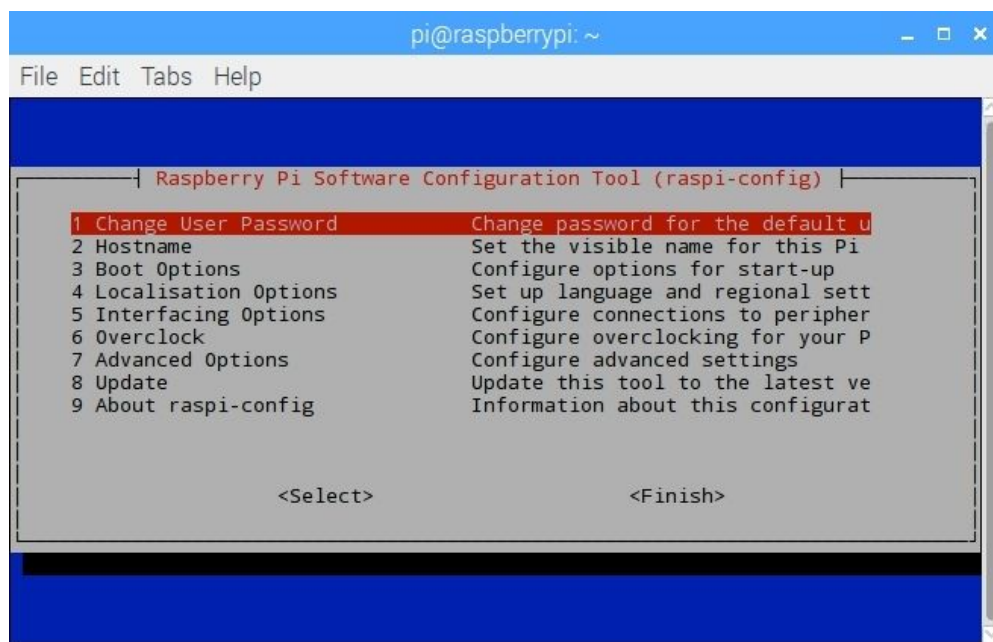 pi@raspberrypi: ~
File Edit Tabs Help
Raspberry Pi Software Configuration Tool (raspi-config)
1 Change User Password Change password for the default u
2 Hostname Set the visible name for this Pi
3 Boot Options Configure options for start-up
4 Localisation Options Set up language and regional sett
5 Interfacing Options Configure connections to peripher
6 Overclock Configure overclocking for your P
7 Advanced Options Configure advanced settings
8 Update Update this tool to the latest ve
9 About raspi-config Information about this configurat
<Select> <Finish>